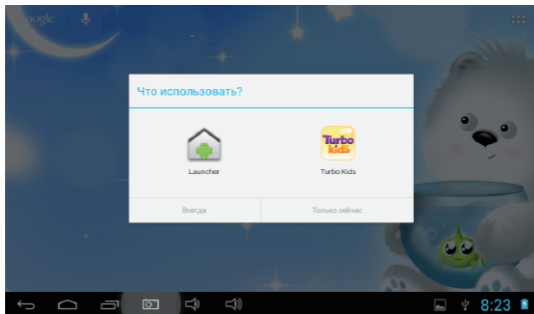 Google
Что использовать?
Turbo kids
Launcher
Turbo Kids
Всегда
Только сейчас
8:23